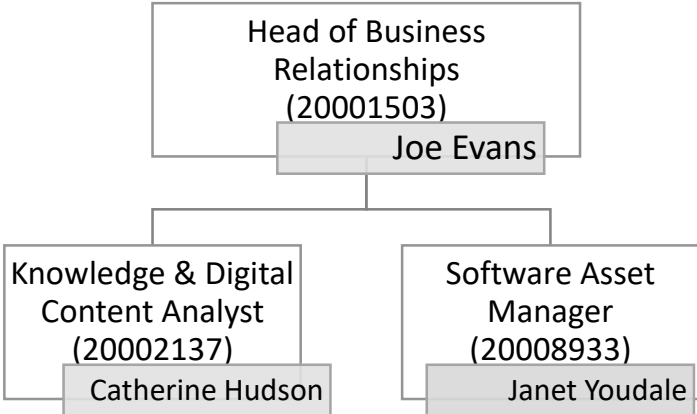 Head of Business
Relationships
(20001503)
Joe Evans
Knowledge & Digital
Content Analyst
(20002137)
Catherine Hudson
Software Asset
Manager
(20008933)
Janet Youdale